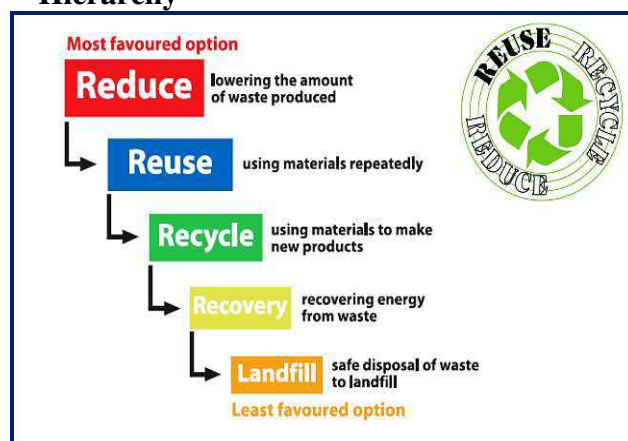 Hierarchy
Most favoured option
Reduce
lowering the amount
of waste produced
Reuse
using materials repeatedly
Recycle
using materials to make
new products
Recovery
recovering energy
from waste
Landfill
safe disposal of waste
to landfill
Least favoured option
REUSE
RECYCLE
REDUCE